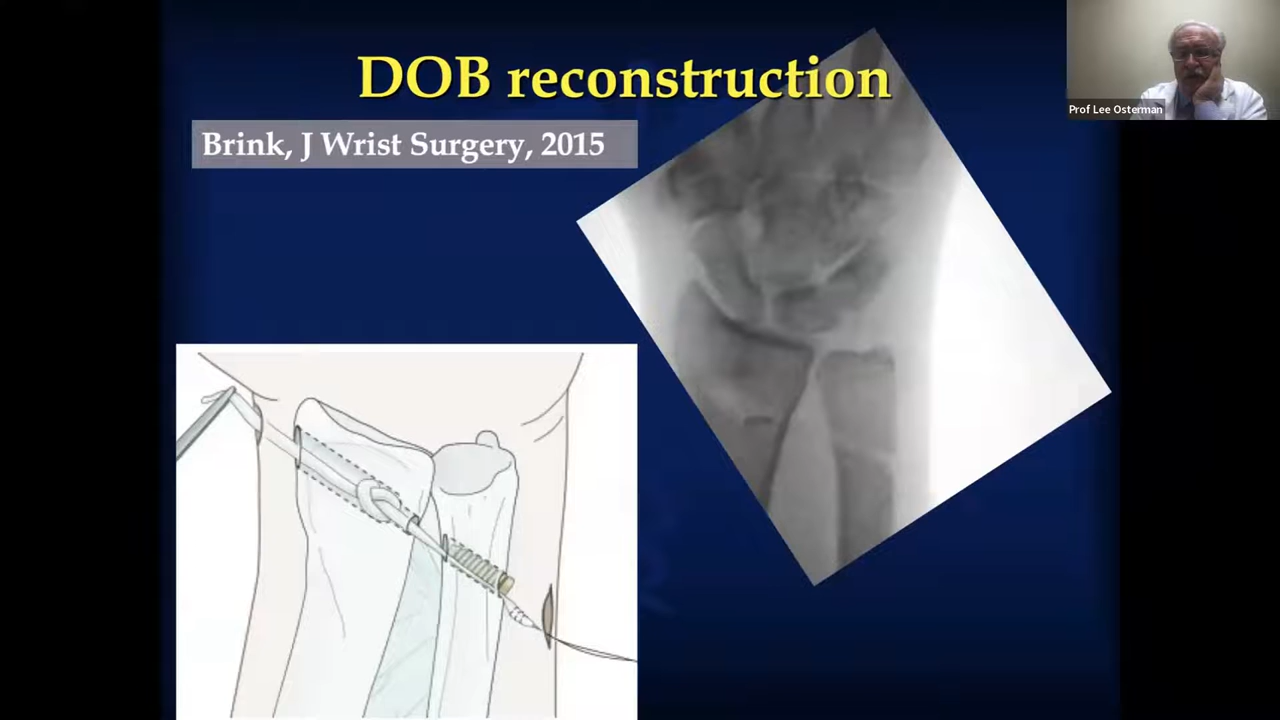 DOB reconstruction
Brink, J Wrist Surgery, 2015
Prof Lee Osterman